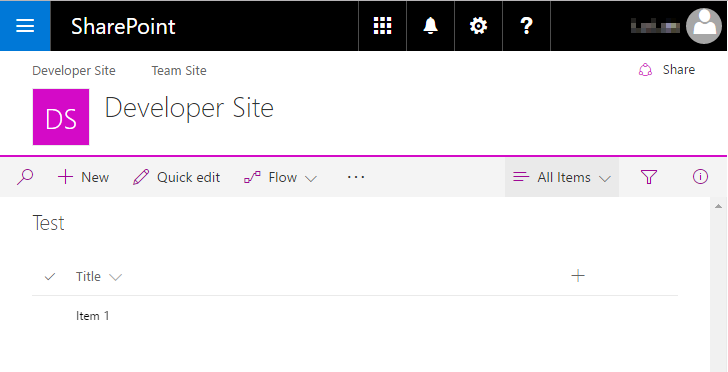 SharePoint ?
Developer Site Team Site Share
DS Developer Site
New Quick edit Flow ... All Items
Test
Title
Item 1